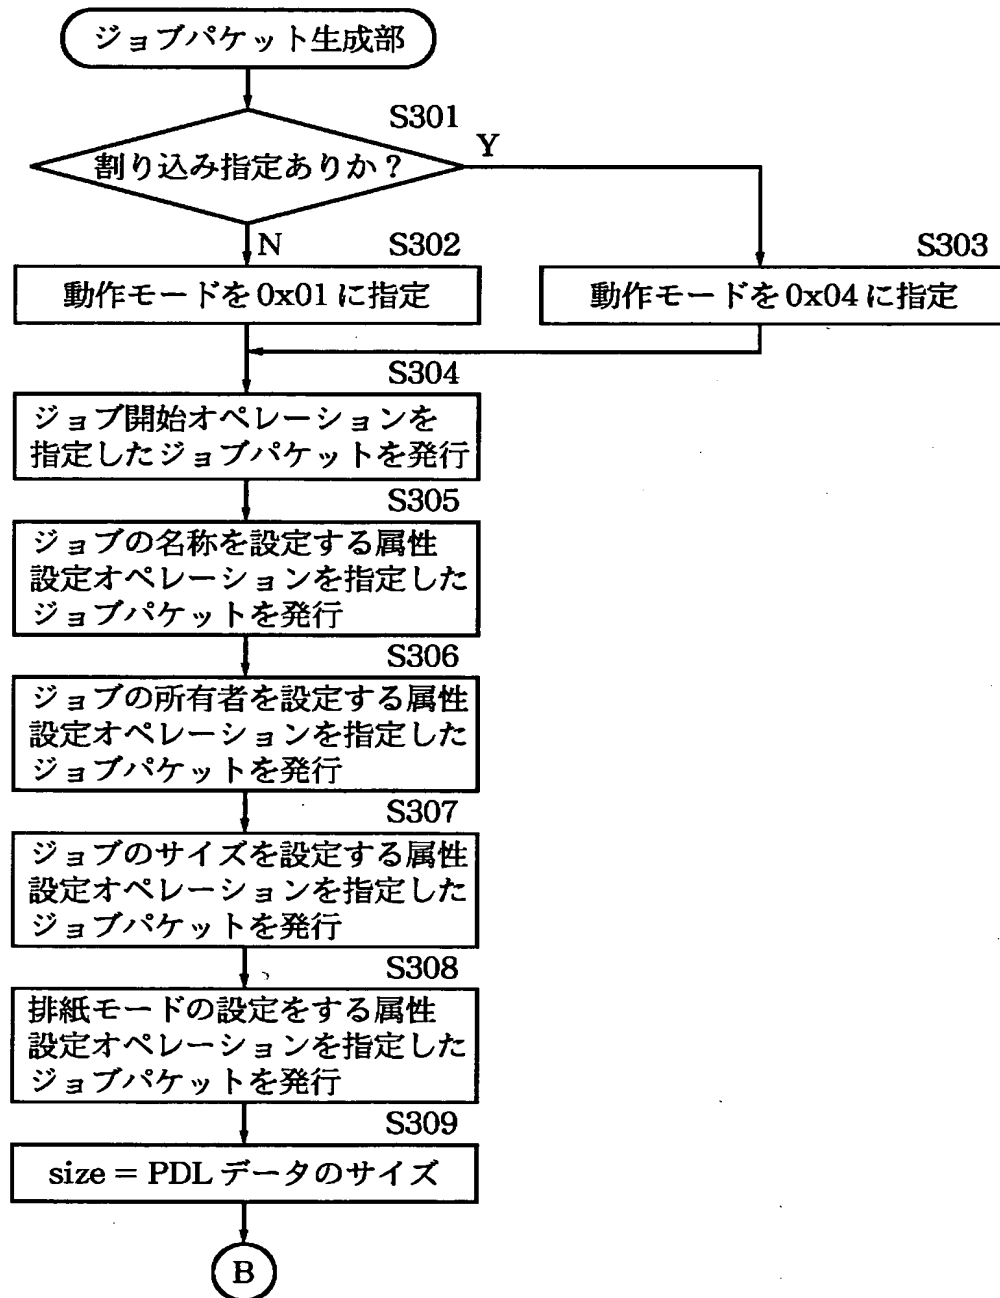 ジョブパケット生成部
S301
割り込み指定ありか?
Y
N
S302
S303
動作モードを0x01に指定
動作モードを0x04に指定
S304
ジョブ開始オペレーションを
指定したジョブパケットを発行
S305
ジョブの名称を設定する属性
設定オペレーションを指定した
ジョブパケットを発行
S306
ジョブの所有者を設定する属性
設定オペレーションを指定した
ジョブパケットを発行
S307
ジョブのサイズを設定する属性
設定オペレーションを指定した
ジョブパケットを発行
S308
排紙モードの設定をする属性
設定オペレーションを指定した
ジョブパケットを発行
S309
size = PDLデータのサイズ
B